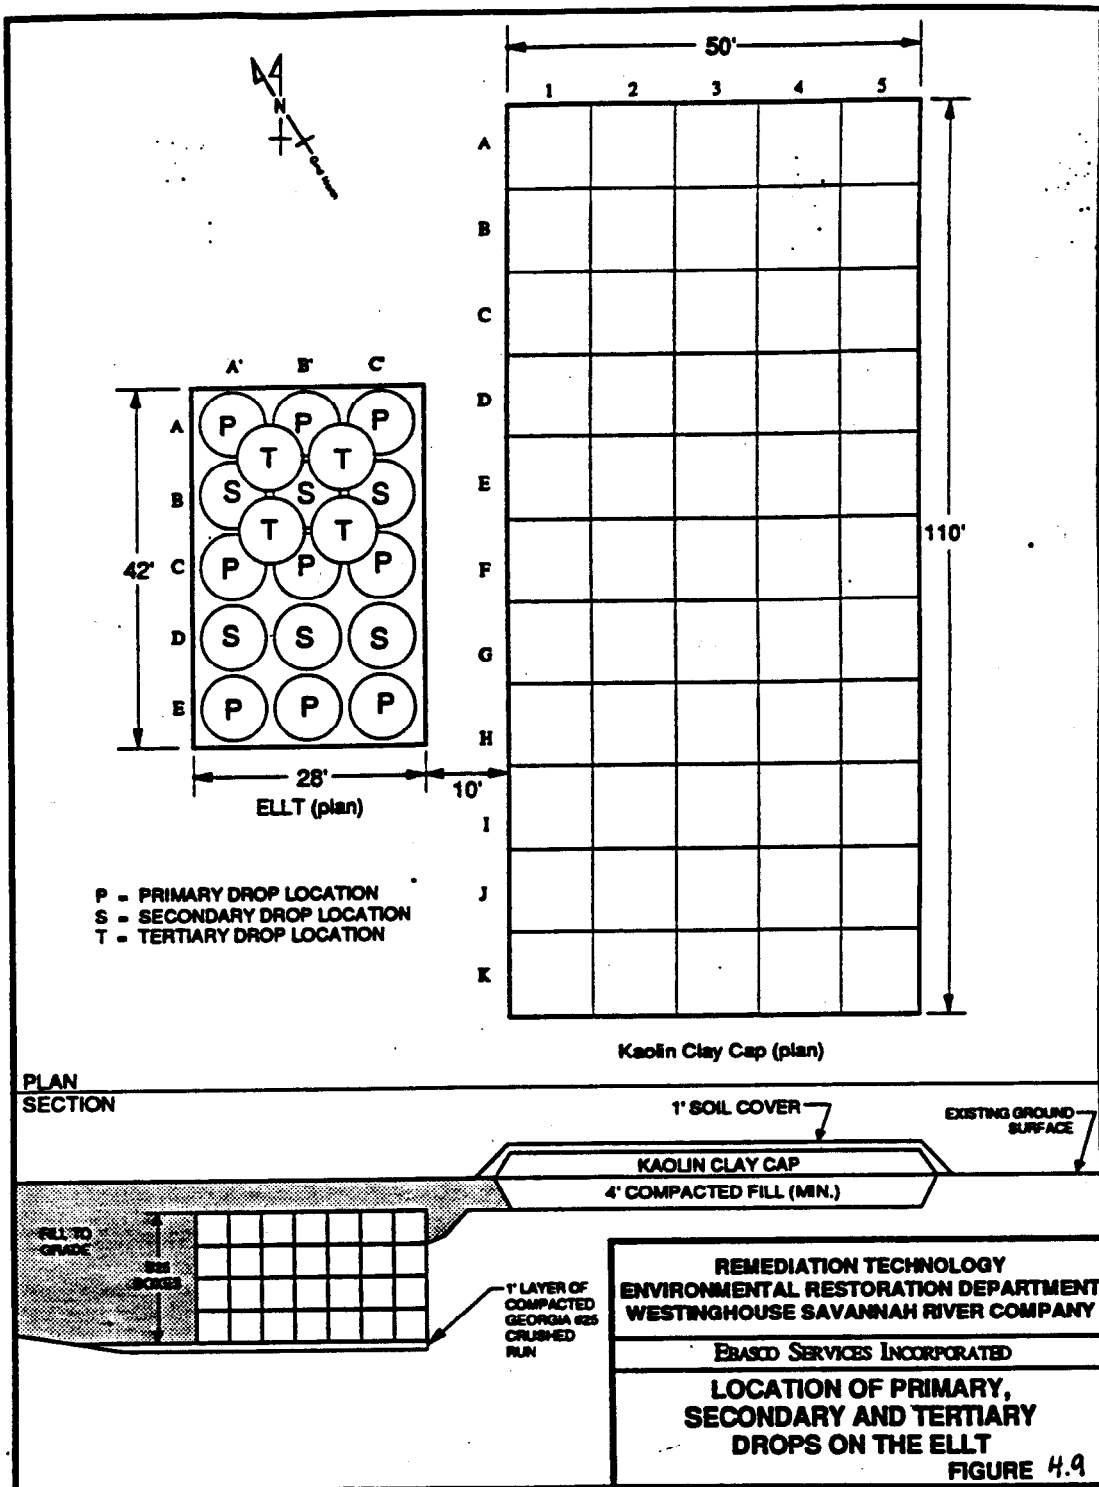 50'
1 2 3 4 5
N
Grid North
A
B
C
D
E
F
G
H
I
J
K
110'
A' B' C'
A
B
C
D
E
P P P
T T
S S S
T T
P P P
S S S
P P P
42'
28'
10'
ELLT (plan)
P = PRIMARY DROP LOCATION
S = SECONDARY DROP LOCATION
T = TERTIARY DROP LOCATION
Kaolin Clay Cap (plan)
PLAN
SECTION
1' SOIL COVER
EXISTING GROUND
SURFACE
KAOLIN CLAY CAP
4' COMPACTED FILL (MIN.)
FILL TO
GRADE
BOXES
1' LAYER OF
COMPACTED
GEORGIA #25
CRUSHED
RUN
REMEDIATION TECHNOLOGY
ENVIRONMENTAL RESTORATION DEPARTMENT
WESTINGHOUSE SAVANNAH RIVER COMPANY
EBASCO SERVICES INCORPORATED
LOCATION OF PRIMARY,
SECONDARY AND TERTIARY
DROPS ON THE ELLT
FIGURE 4.9